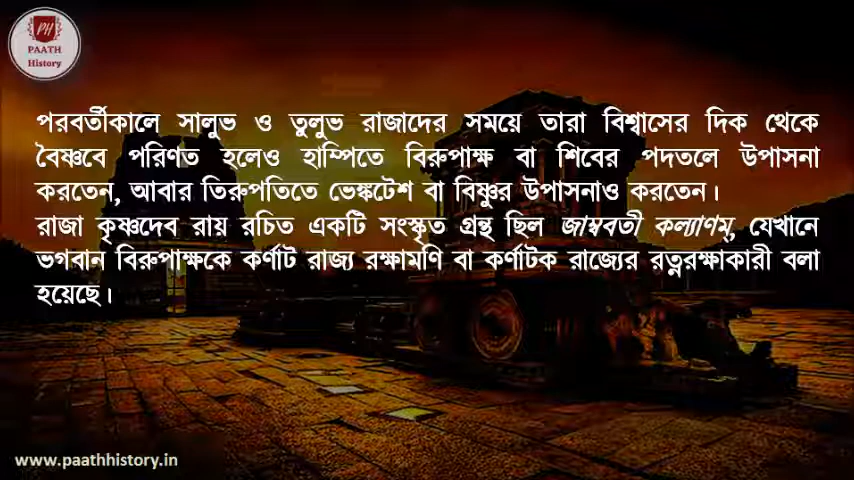 PH
PAATH
History
পরবর্তীকালে সালুভ ও তুলুভ রাজাদের সময়ে তারা বিশ্বাসের দিক থেকে
বৈষ্ণবে পরিণত হলেও হাম্পিতে বিরুপাক্ষ বা শিবের পদতলে উপাসনা
করতেন, আবার তিরুপতিতে ভেঙ্কটেশ বা বিষ্ণুর উপাসনাও করতেন।
রাজা কৃষ্ণদেব রায় রচিত একটি সংস্কৃত গ্রন্থ ছিল জাম্ববতী কল্যাণম্, যেখানে
ভগবান বিরুপাক্ষকে কর্ণাট রাজ্য রক্ষামণি বা কর্ণাটক রাজ্যের রত্নরক্ষাকারী বলা
হয়েছে।
www.paathhistory.in